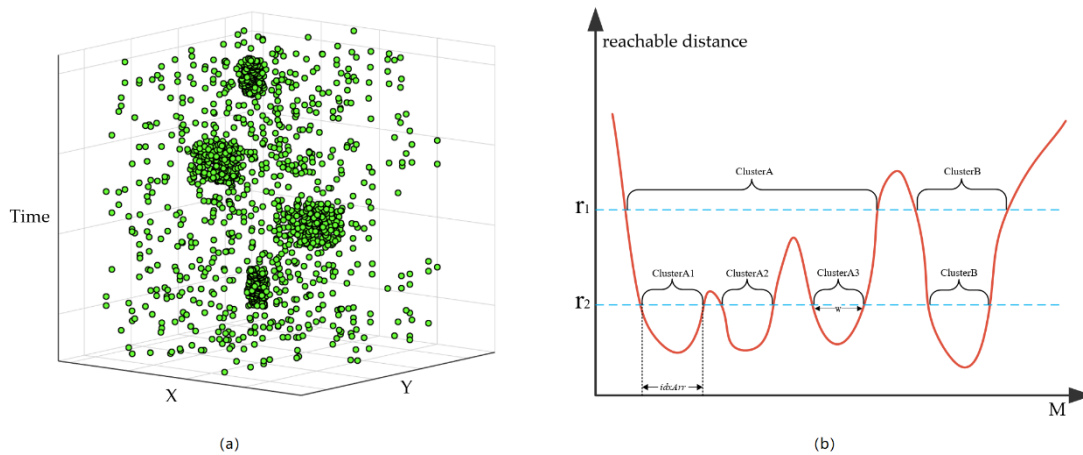 Time
X
Y
(a)
reachable distance
ClusterA
ClusterB
r1
ClusterA1
ClusterA2
ClusterA3
ClusterB
r2
w
idxArr
M
(b)